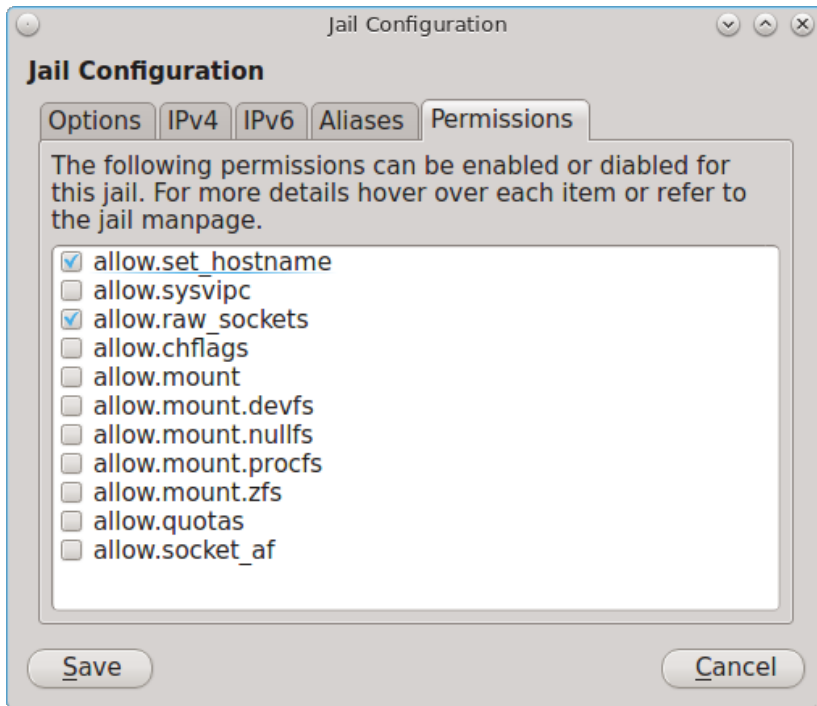 Jail Configuration
Jail Configuration
Options IPv4 IPv6 Aliases Permissions
The following permissions can be enabled or diabled for
this jail. For more details hover over each item or refer to
the jail manpage.
allow.set_hostname
allow.sysvipc
allow.raw_sockets
allow.chflags
allow.mount
allow.mount.devfs
allow.mount.nullfs
allow.mount.procfs
allow.mount.zfs
allow.quotas
allow.socket_af
Save Cancel